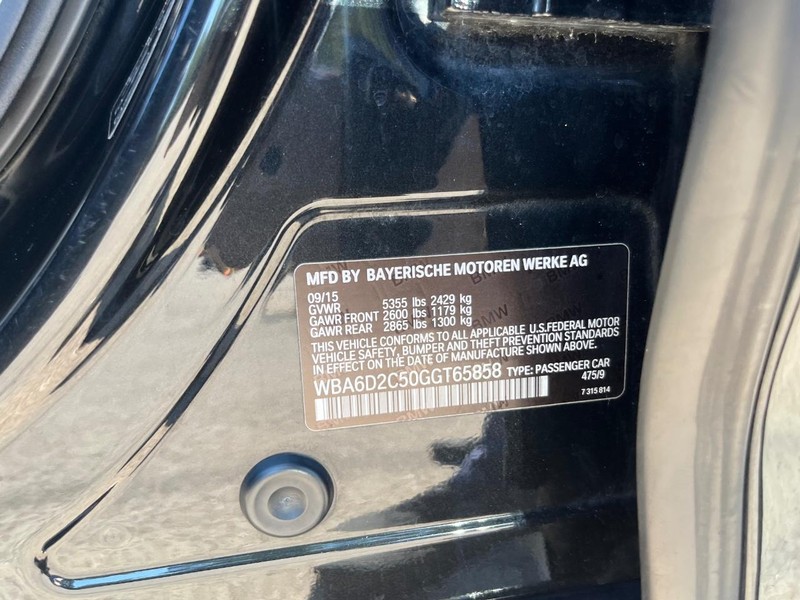 MFD BY BAYERISCHE MOTOREN WERKE AG
09/15
GVWR 5355 lbs 2429 kg
GAWR FRONT 2600 lbs 1179 kg
GAWR REAR 2865 lbs 1300 kg
THIS VEHICLE CONFORMS TO ALL APPLICABLE U.S.FEDERAL MOTOR
VEHICLE SAFETY, BUMPER AND THEFT PREVENTION STANDARDS
IN EFFECT ON THE DATE OF MANUFACTURE SHOWN ABOVE.
WBA6D2C50GGT65858 TYPE: PASSENGER CAR
475/9
7 315 814